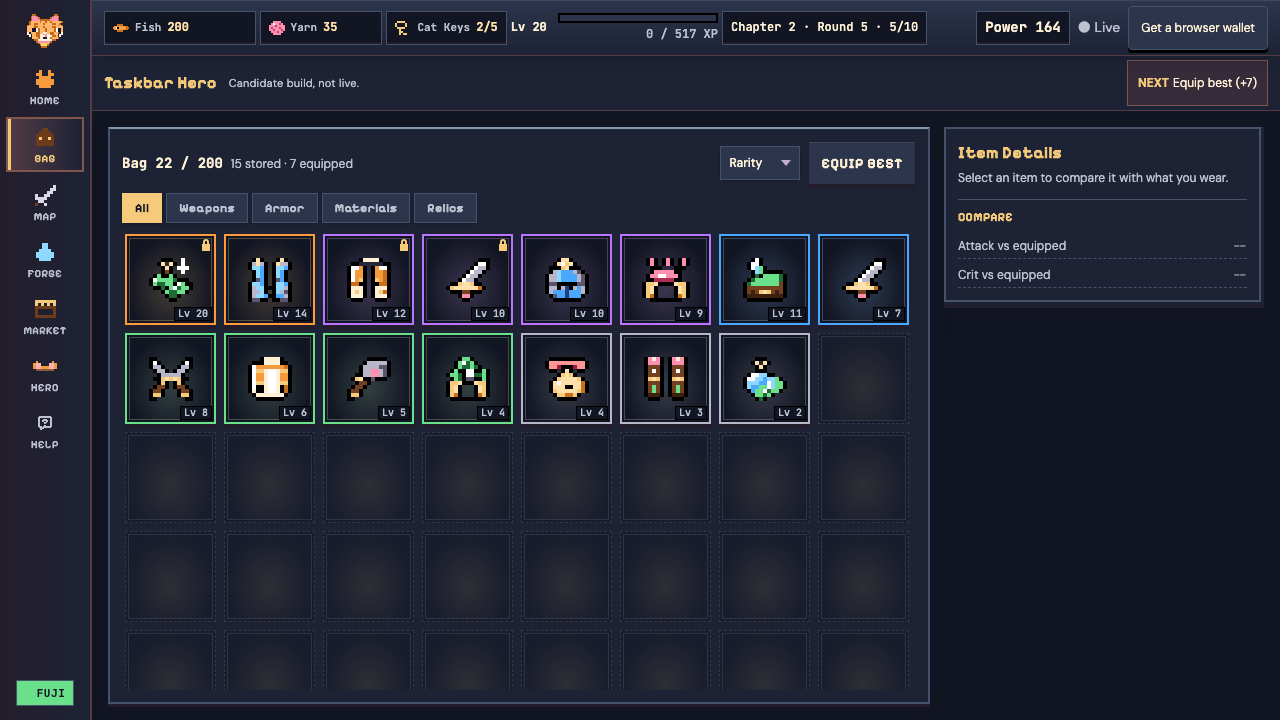 Fish 200
Yarn 35
Cat Keys 2/5
Lv 20
0 / 517 XP
Chapter 2 · Round 5 · 5/10
Power 164
Live
Get a browser wallet
Taskbar Hero
Candidate build, not live.
NEXT Equip best (+7)
HOME
BAG
MAP
FORGE
MARKET
HERO
HELP
FUJI
Bag 22 / 200
15 stored · 7 equipped
Rarity
EQUIP BEST
All
Weapons
Armor
Materials
Relics
Lv 20
Lv 14
Lv 12
Lv 10
Lv 10
Lv 9
Lv 11
Lv 7
Lv 8
Lv 6
Lv 5
Lv 4
Lv 4
Lv 3
Lv 2
Item Details
Select an item to compare it with what you wear.
COMPARE
Attack vs equipped --
Crit vs equipped --